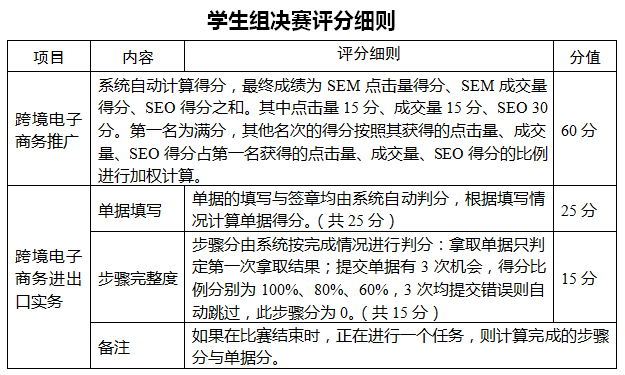 学生组决赛评分细则
项目 内容 评分细则 分值
跨境电子
商务推广
系统自动计算得分，最终成绩为 SEM 点击量得分、SEM 成交量
得分、SEO 得分之和。其中点击量 15 分、成交量 15 分、SEO 30
分。第一名为满分，其他名次的得分按照其获得的点击量、成交
量、SEO 得分占第一名获得的点击量、成交量、SEO 得分的比例
进行加权计算。
60 分
跨境电子
商务进出
口实务
单据填写
单据的填写与签章均由系统自动判分，根据填写情
况计算单据得分。（共 25 分）
25 分
步骤完整度
步骤分由系统按完成情况进行判分：拿取单据只判
定第一次拿取结果；提交单据有 3 次机会，得分比
例分别为 100%、80%、60%，3 次均提交错误则自
动跳过，此步骤分为 0。（共 15 分）
15 分
备注
如果在比赛结束时，正在进行一个任务，则计算完成的步骤
分与单据分。